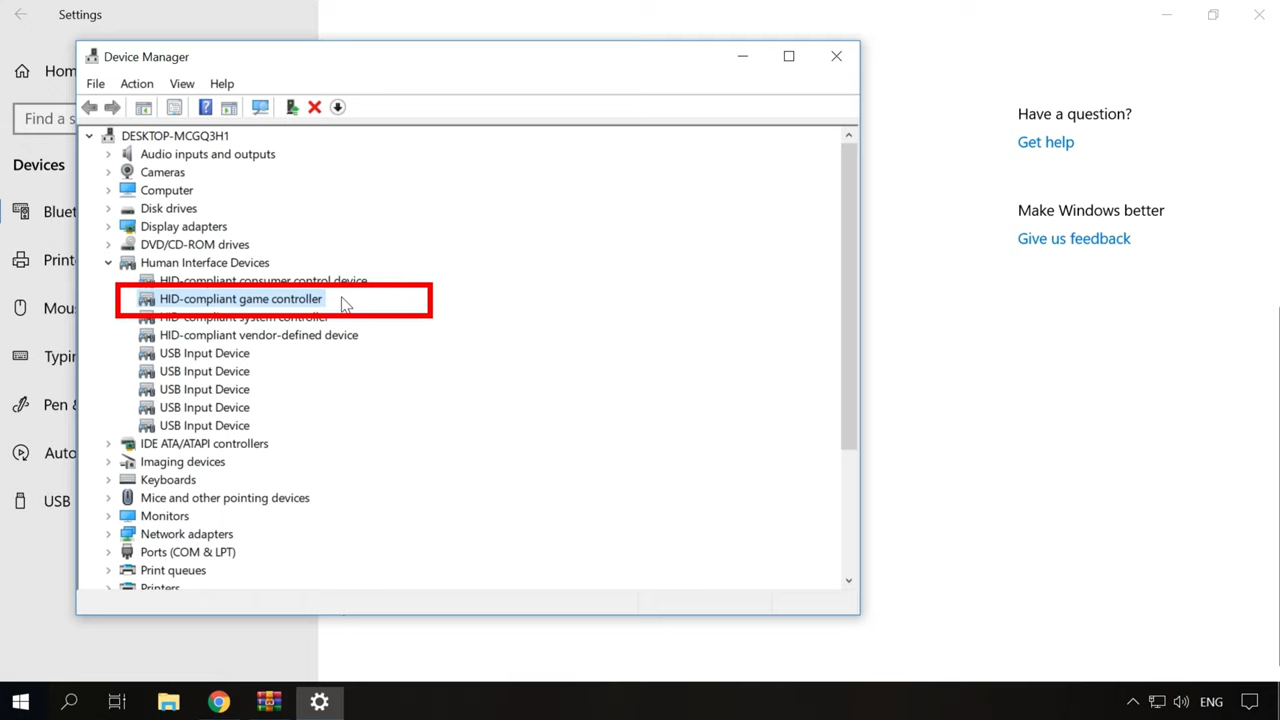 Settings
Device Manager
File Action View Help
Hom
Find a s
Devices
Bluet
Print
Mous
Typin
Pen &
Auto
USB
DESKTOP-MCGQ3H1
Audio inputs and outputs
Cameras
Computer
Disk drives
Display adapters
DVD/CD-ROM drives
Human Interface Devices
HID-compliant consumer control device
HID-compliant game controller
HID-compliant system controller
HID-compliant vendor-defined device
USB Input Device
USB Input Device
USB Input Device
USB Input Device
USB Input Device
IDE ATA/ATAPI controllers
Imaging devices
Keyboards
Mice and other pointing devices
Monitors
Network adapters
Ports (COM & LPT)
Print queues
Printers
Have a question?
Get help
Make Windows better
Give us feedback
ENG